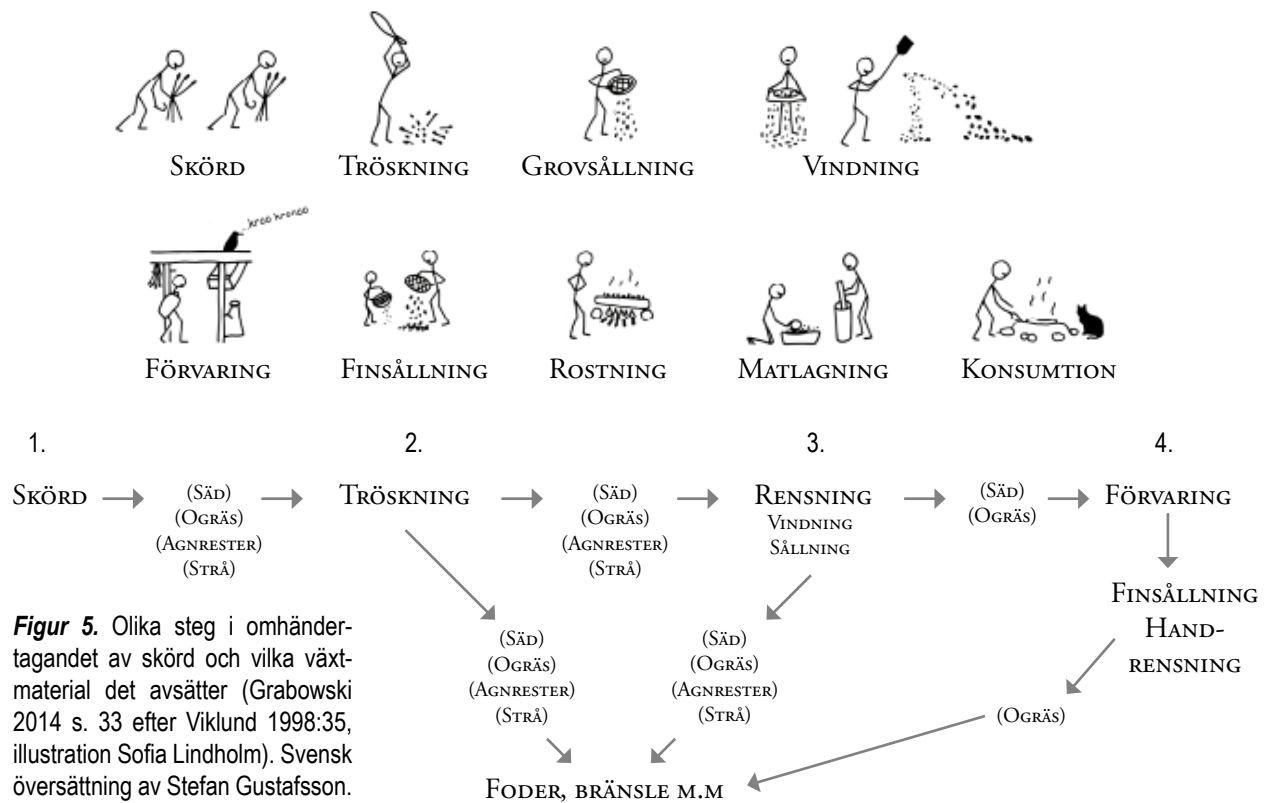 SKÖRD
TRÖSKNING
GROVSÅLLNING
VINDNING
kroo kronoo
FÖRVARING
FINSÅLLNING
ROSTNING
MATLAGNING
KONSUMTION
1.
2.
3.
4.
SKÖRD
(SÄD)
(OGRÄS)
(AGNRESTER)
(STRÅ)
TRÖSKNING
(SÄD)
(OGRÄS)
(AGNRESTER)
(STRÅ)
RENSNING
VINDNING
SÅLLNING
(SÄD)
(OGRÄS)
FÖRVARING
FINSÅLLNING
HAND-
RENSNING
(SÄD)
(OGRÄS)
(AGNRESTER)
(STRÅ)
(SÄD)
(OGRÄS)
(AGNRESTER)
(STRÅ)
(OGRÄS)
FODER, BRÄNSLE M.M
Figur 5. Olika steg i omhänder-
tagandet av skörd och vilka växt-
material det avsätter (Grabowski
2014 s. 33 efter Viklund 1998:35,
illustration Sofia Lindholm). Svensk
översättning av Stefan Gustafsson.